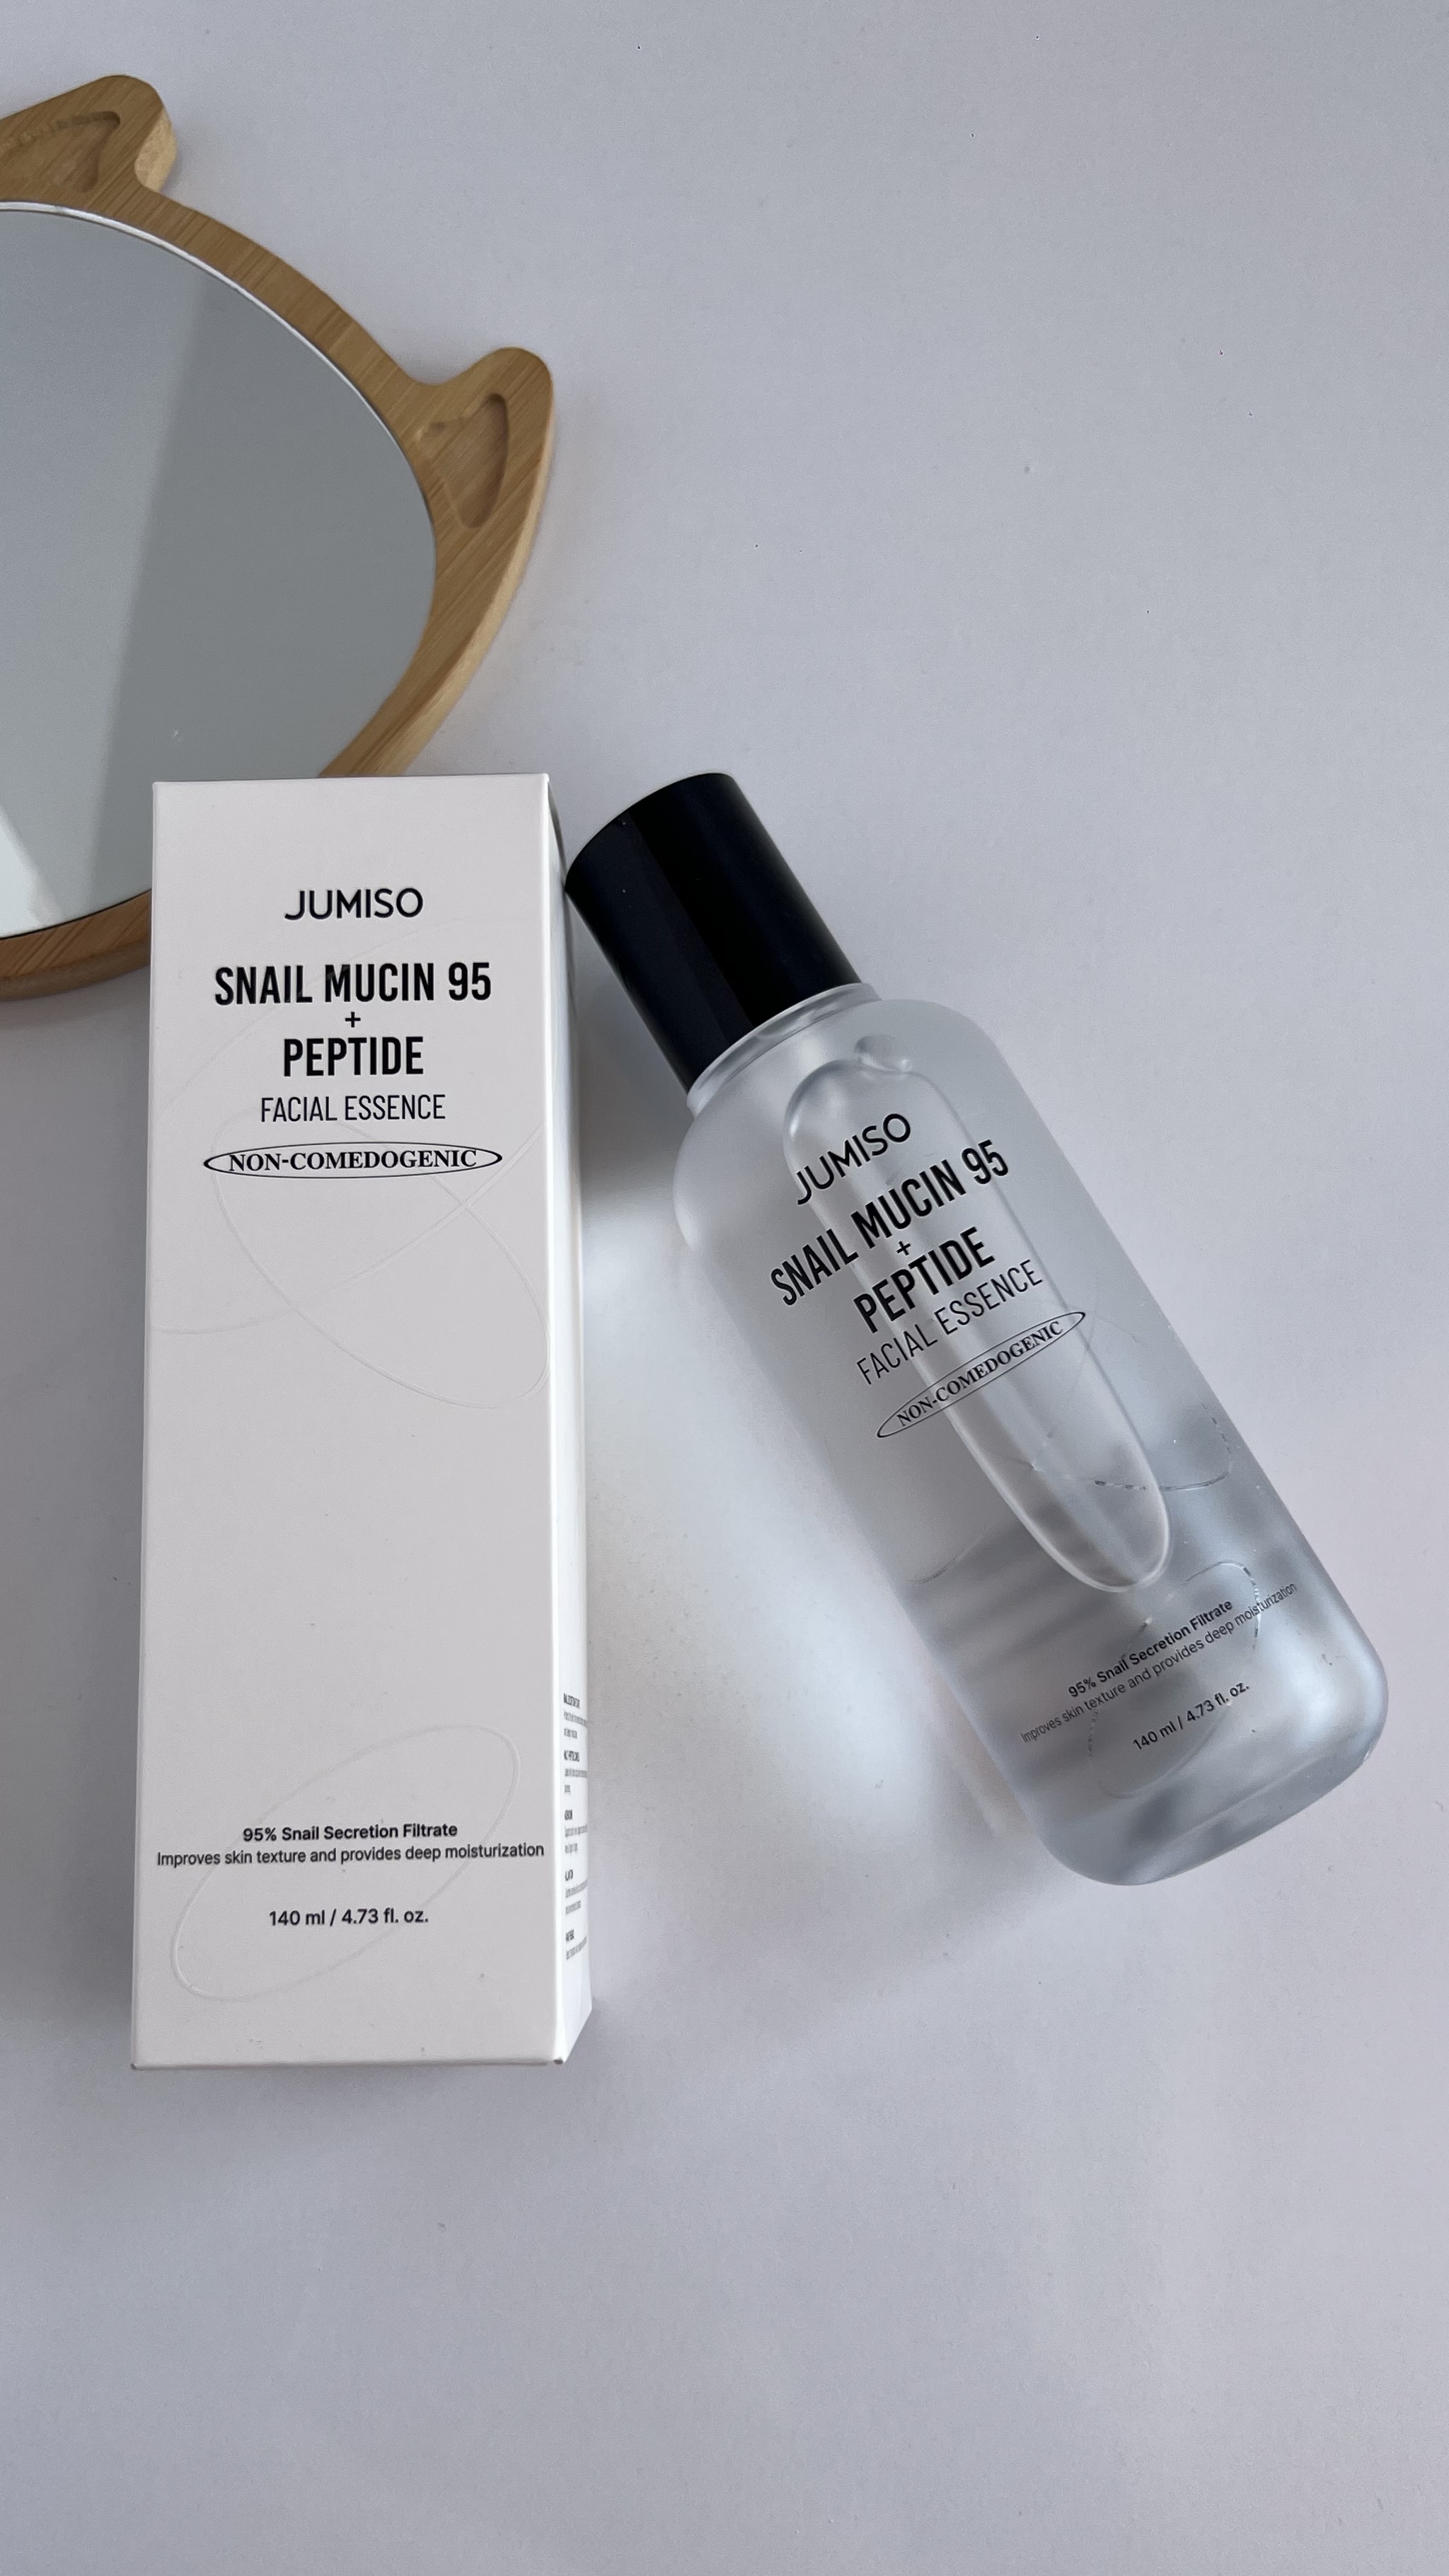 JUMISO
SNAIL MUCIN 95
+
PEPTIDE
FACIAL ESSENCE
NON-COMEDOGENIC
95% Snail Secretion Filtrate
Improves skin texture and provides deep moisturization
140 ml / 4.73 fl. oz.
JUMISO
SNAIL MUCIN 95
+
PEPTIDE
FACIAL ESSENCE
NON-COMEDOGENIC
95% Snail Secretion Filtrate
Improves skin texture and provides deep moisturization
140 ml / 4.73 fl. oz.